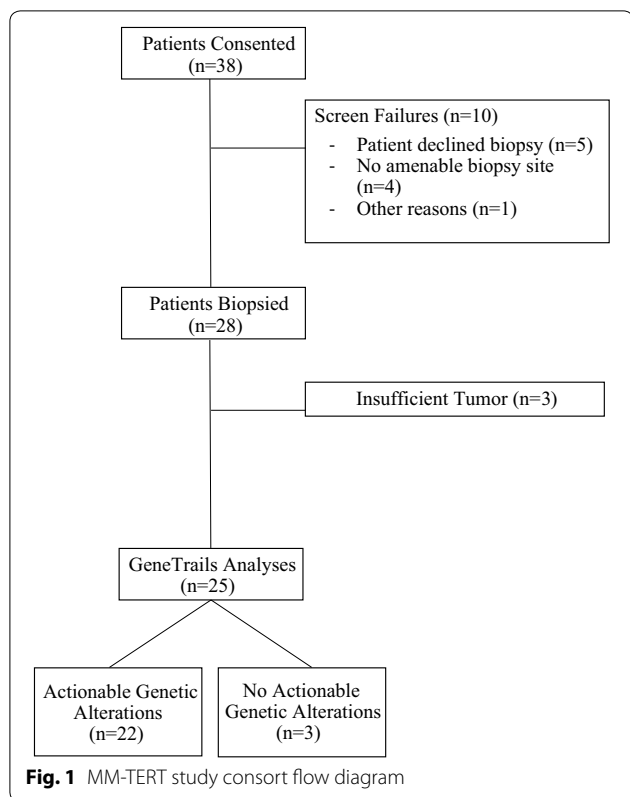 Patients Consented
(n=38)
Screen Failures (n=10)
- Patient declined biopsy (n=5)
- No amenable biopsy site
(n=4)
- Other reasons (n=1)
Patients Biopsied
(n=28)
Insufficient Tumor (n=3)
GeneTrails Analyses
(n=25)
Actionable Genetic
Alterations
(n=22)
No Actionable
Genetic Alterations
(n=3)
Fig. 1 MM-TERT study consort flow diagram